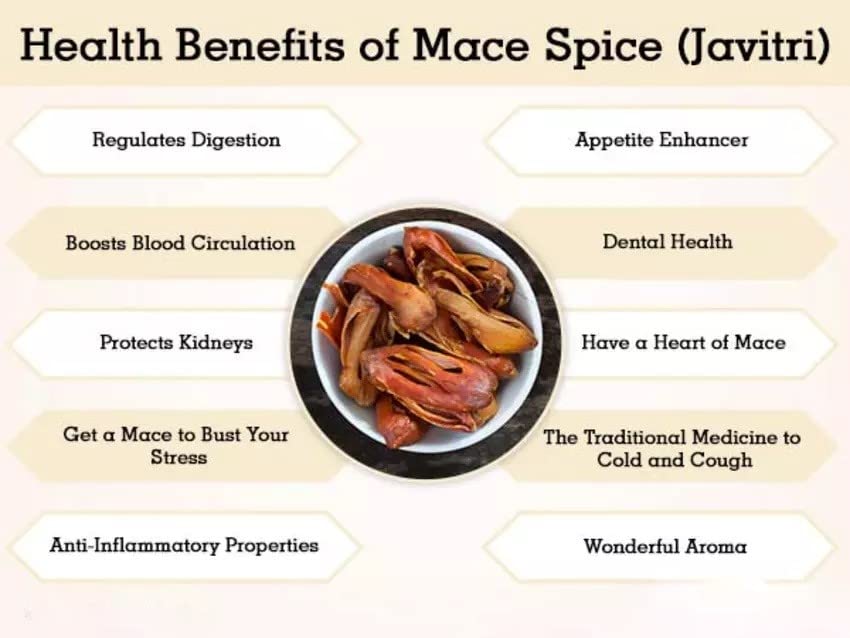 Health Benefits of Mace Spice (Javitri)
Regulates Digestion
Appetite Enhancer
Boosts Blood Circulation
Dental Health
Protects Kidneys
Have a Heart of Mace
Get a Mace to Bust Your
Stress
The Traditional Medicine to
Cold and Cough
Anti-Inflammatory Properties
Wonderful Aroma